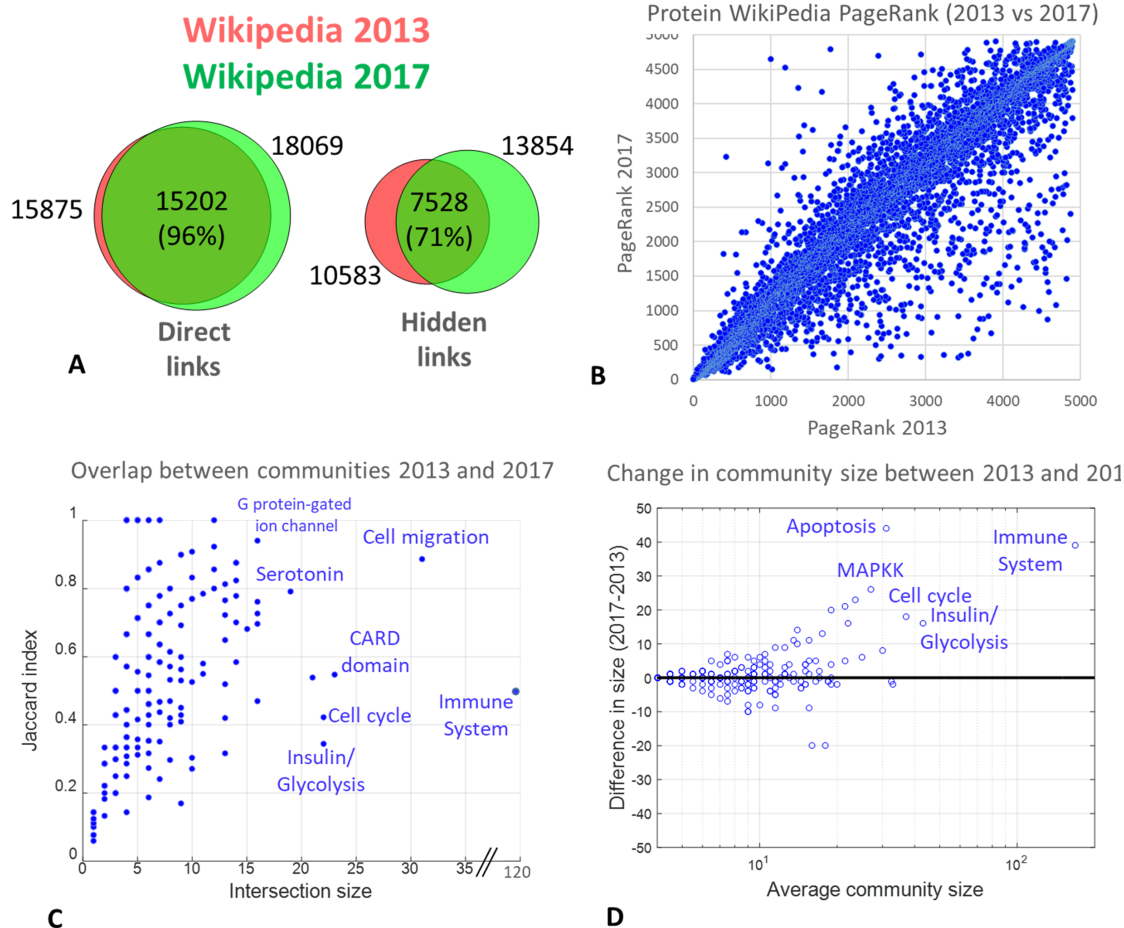 Wikipedia 2013
Wikipedia 2017
15875
15202
(96%)
18069
Direct
links
10583
7528
(71%)
13854
Hidden
links
A
Protein WikiPedia PageRank (2013 vs 2017)
PageRank 2017
5000
4500
4000
3500
3000
2500
2000
1500
1000
500
0
0 1000 2000 3000 4000 5000
PageRank 2013
B
Overlap between communities 2013 and 2017
Jaccard index
1
0.8
0.6
0.4
0.2
0
G protein-gated
ion channel
Cell migration
Serotonin
CARD
domain
Cell cycle
Immune
System
Insulin/
Glycolysis
0 5 10 15 20 25 30 35 // 120
Intersection size
C
Change in community size between 2013 and 201
Difference in size (2017-2013)
50
40
30
20
10
0
-10
-20
-30
-40
-50
Apoptosis
Immune
System
MAPKK
Cell cycle
Insulin/
Glycolysis
10¹ 10²
Average community size
D